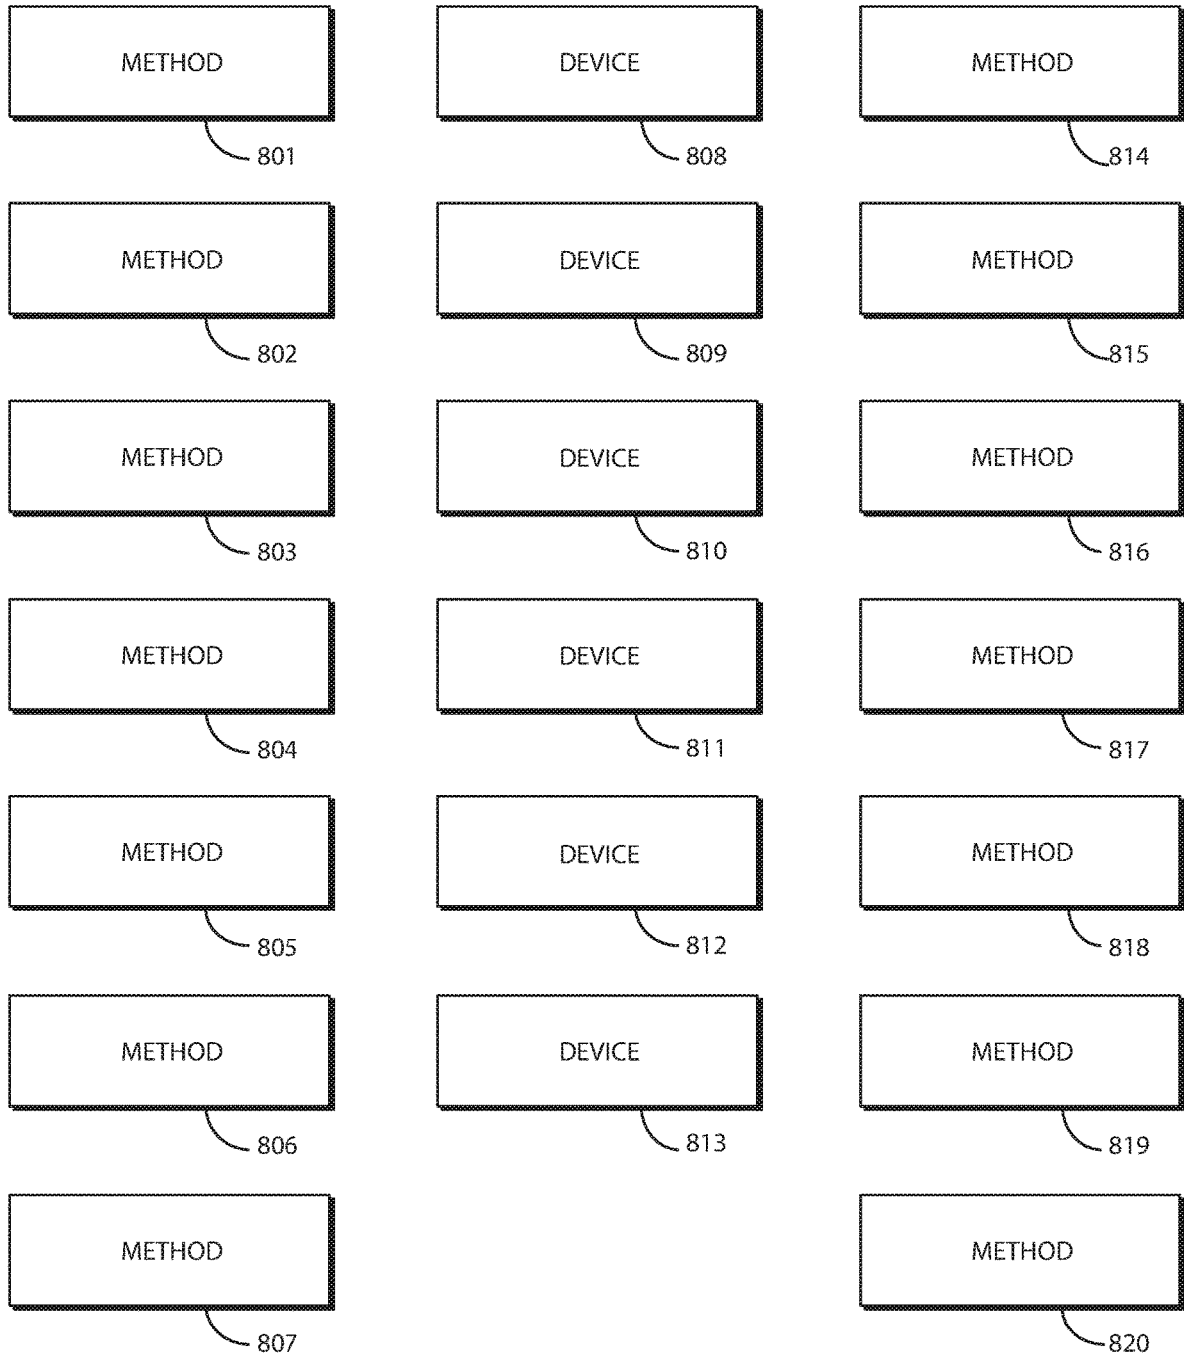 METHOD
801
METHOD
802
METHOD
803
METHOD
804
METHOD
805
METHOD
806
METHOD
807
DEVICE
808
DEVICE
809
DEVICE
810
DEVICE
811
DEVICE
812
DEVICE
813
METHOD
814
METHOD
815
METHOD
816
METHOD
817
METHOD
818
METHOD
819
METHOD
820